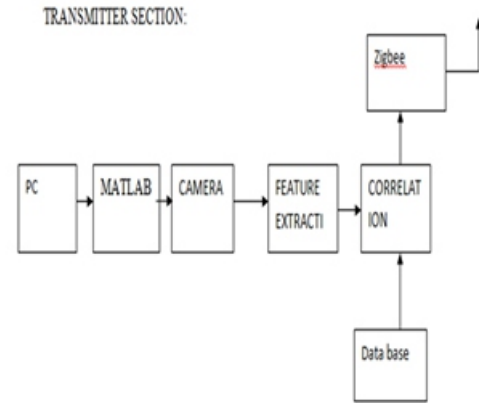 TRANSMITTER SECTION:
Zigbee
PC
MATLAB
CAMERA
FEATURE
EXTRACTI
CORRELAT
ION
Data base